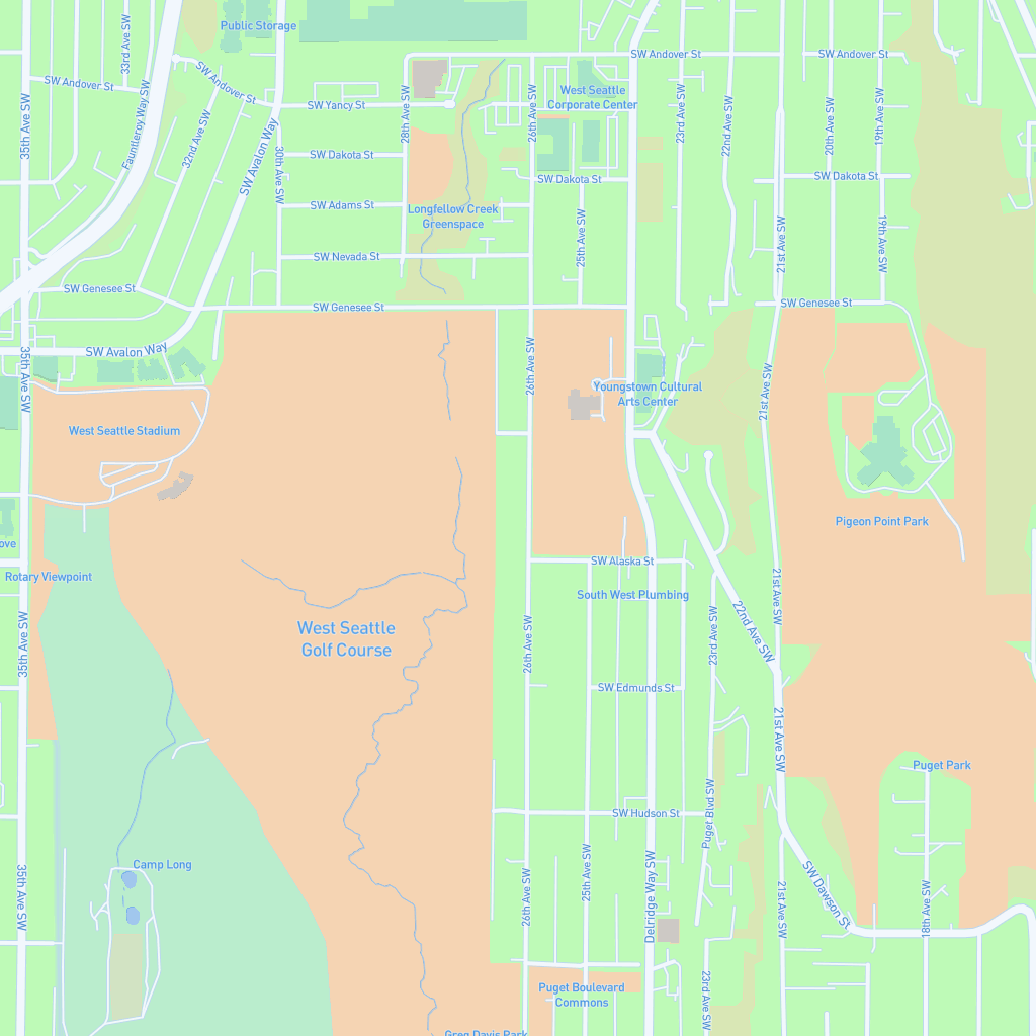 Public Storage
33rd Ave SW
SW Andover St
SW Andover St
SW Andover St
SW Andover St
Fauntleroy Way SW
35th Ave SW
32nd Ave SW
SW Avalon Way
SW Yancy St
28th Ave SW
West Seattle
Corporate Center
26th Ave SW
23rd Ave SW
22nd Ave SW
20th Ave SW
19th Ave SW
30th Ave SW
SW Dakota St
SW Dakota St
SW Dakota St
SW Adams St
Longfellow Creek
Greenspace
25th Ave SW
21st Ave SW
19th Ave SW
SW Nevada St
SW Genesee St
SW Genesee St
SW Genesee St
SW Avalon Way
35th Ave SW
26th Ave SW
21st Ave SW
Youngstown Cultural
Arts Center
West Seattle Stadium
Pigeon Point Park
ove
Rotary Viewpoint
SW Alaska St
South West Plumbing
21st Ave SW
22nd Ave SW
23rd Ave SW
West Seattle
Golf Course
35th Ave SW
26th Ave SW
SW Edmunds St
21st Ave SW
Puget Park
Puget Blvd SW
SW Hudson St
Camp Long
35th Ave SW
26th Ave SW
25th Ave SW
Delridge Way SW
21st Ave SW
SW Dawson St
18th Ave SW
23rd Ave SW
Puget Boulevard
Commons
Greg Davis Park